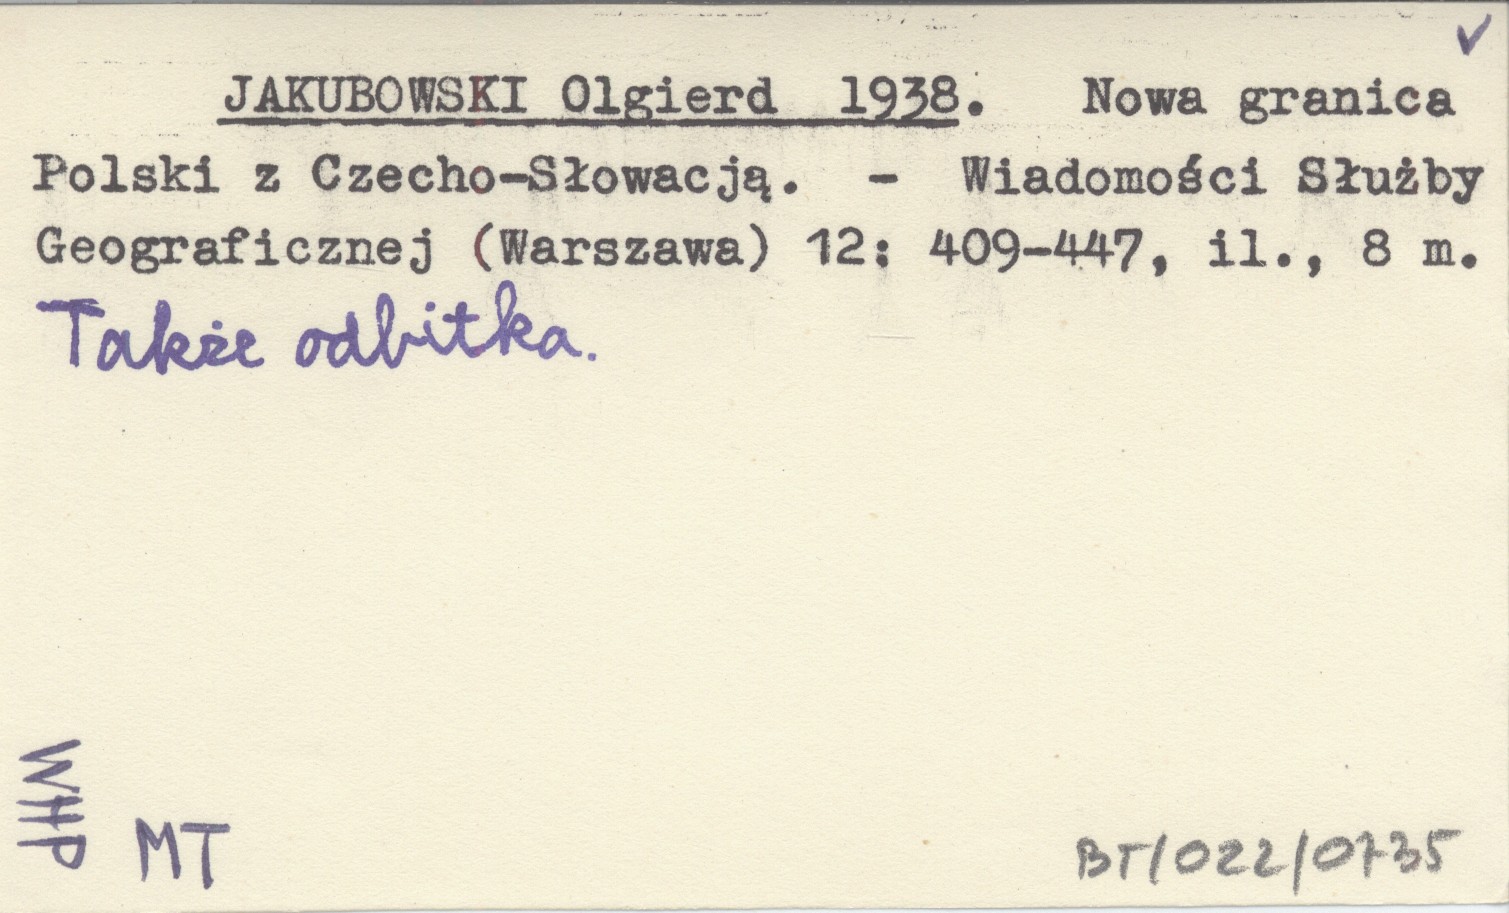 ✓
JAKUBOWSKI Olgierd 1938. Nowa granica
Polski z Czecho-Słowacją. - Wiadomości Służby
Geograficznej (Warszawa) 12: 409-447, il., 8 m.
Także odbitka.
WHP
MT
BT/022/0735